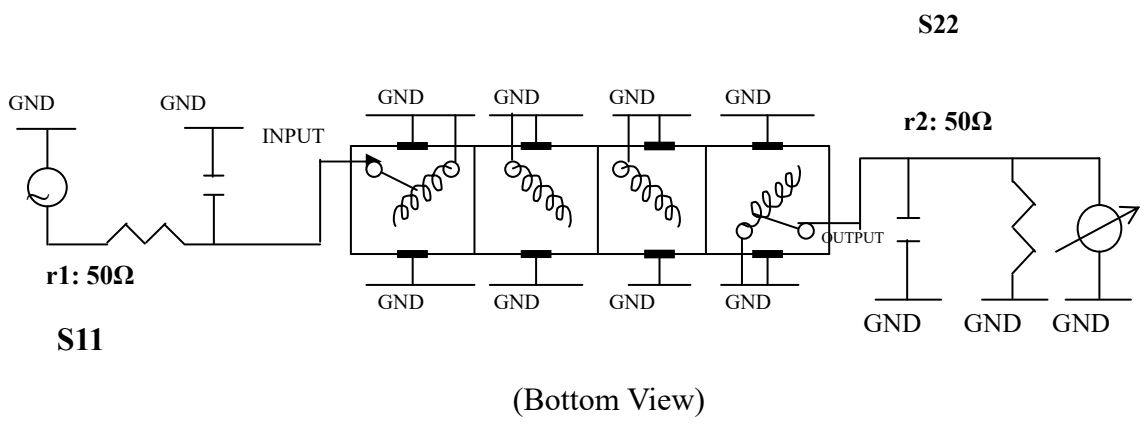 S22
GND
GND
GND
GND
GND
GND
r2: 50Ω
INPUT
OUTPUT
r1: 50Ω
GND
GND
GND
GND
GND
GND
GND
S11
(Bottom View)